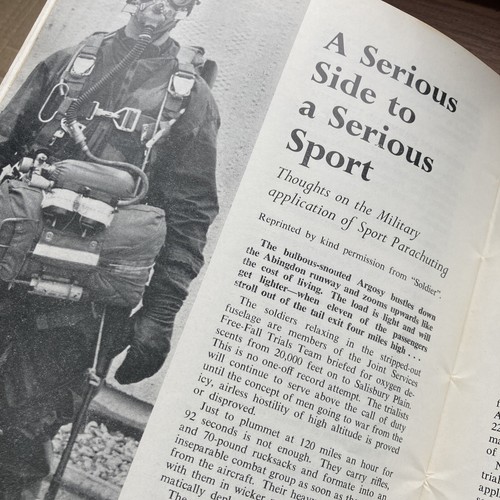 A Serious
Side to
a Serious
Sport
Thoughts on the Military
application of Sport Parachuting
Reprinted by kind permission from "Soldier".
The bulbous-snouted Argosy bustles down
the Abingdon runway and zooms upwards like
the cost of living. The load is light and will
get lighter—when eleven of the passengers
stroll out of the tail exit four miles high . . .
The soldiers relaxing in the stripped-out
fuselage are members of the Joint Services
Free-Fall Trials Team briefed for oxygen de-
scents from 20,000 feet on to Salisbury Plain.
This is no one-off record attempt. The trialists
will continue to serve above the call of duty
until the concept of men going to war from the
icy, airless hostility of high altitude is proved
or disproved.
Just to plummet at 120 miles an hour for
92 seconds is not enough. They carry rifles,
and 70-pound rucksacks and formate into an
inseparable combat group as soon as th
from the aircraft. Their hea
with them in wicker
matically depl
The